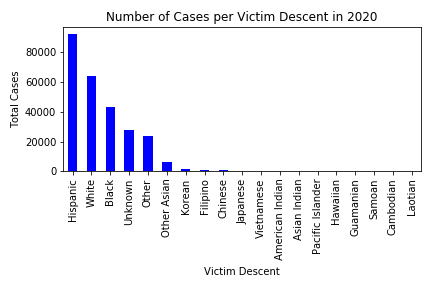 Number of Cases per Victim Descent in 2020
Total Cases
80000
60000
40000
20000
0
Hispanic
White
Black
Unknown
Other
Other Asian
Korean
Filipino
Chinese
Japanese
Vietnamese
American Indian
Asian Indian
Pacific Islander
Hawaiian
Guamanian
Samoan
Cambodian
Laotian
Victim Descent